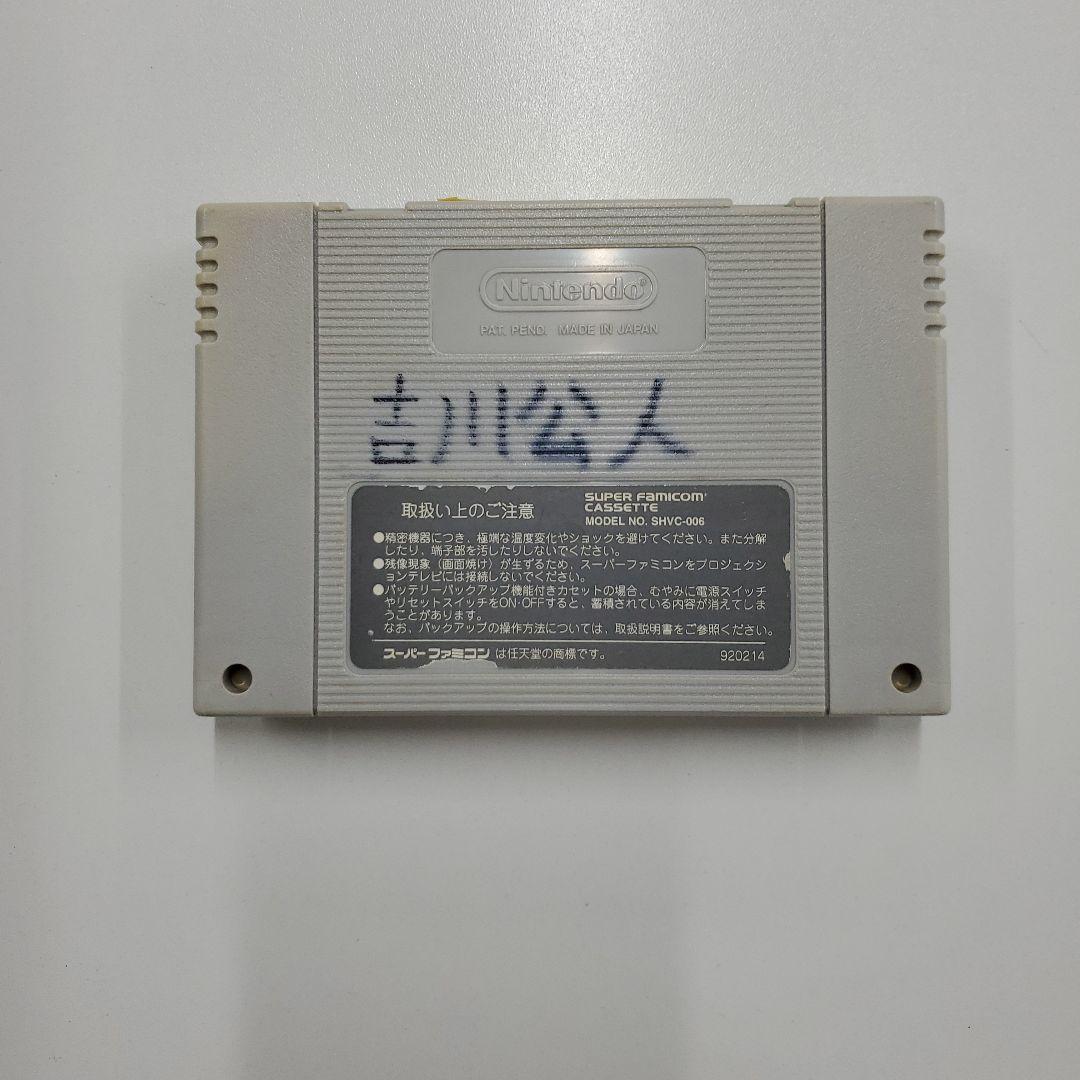 Nintendo®
PAT. PEND. MADE IN JAPAN
吉川公人
取扱い上のご注意
SUPER FAMICOM
CASSETTE
MODEL NO. SHVC-006
●精密機器につき、極端な温度変化やショックを避けてください。また分解
したり、端子部を汚したりしないでください。
●残像現象（画面焼け）が生ずるため、スーパーファミコンをプロジェクシ
ョンテレビには接続しないでください。
●バッテリーバックアップ機能付きカセットの場合、むやみに電源スイッチ
やリセットスイッチをON・OFFすると、蓄積されている内容が消えてしま
うことがあります。
なお、バックアップの操作方法については、取扱説明書をご参照ください。
スーパーファミコン は任天堂の商標です。
920214